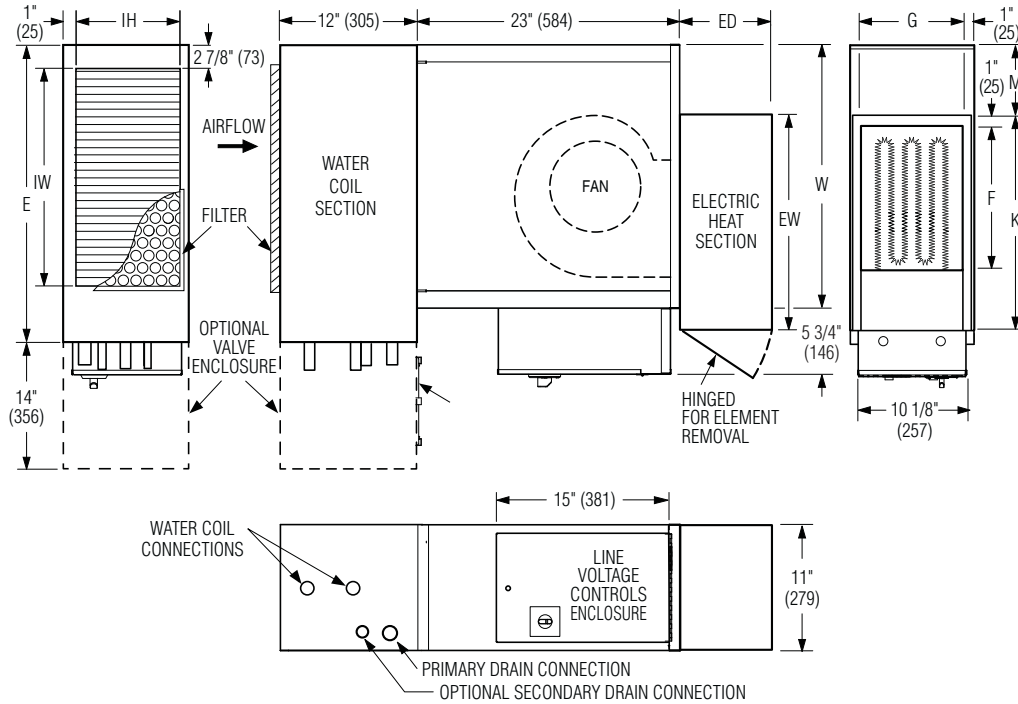 1"
(25)
IH
12" (305)
23" (584)
ED
G
1"
(25)
2 7/8" (73)
1"
(25)
M
AIRFLOW
IW
E
WATER
COIL
SECTION
FAN
ELECTRIC
HEAT
SECTION
EW
W
F
K
FILTER
OPTIONAL
VALVE
ENCLOSURE
5 3/4"
(146)
14"
(356)
HINGED
FOR ELEMENT
REMOVAL
10 1/8"
(257)
15" (381)
WATER COIL
CONNECTIONS
LINE
VOLTAGE
CONTROLS
ENCLOSURE
11"
(279)
PRIMARY DRAIN CONNECTION
OPTIONAL SECONDARY DRAIN CONNECTION